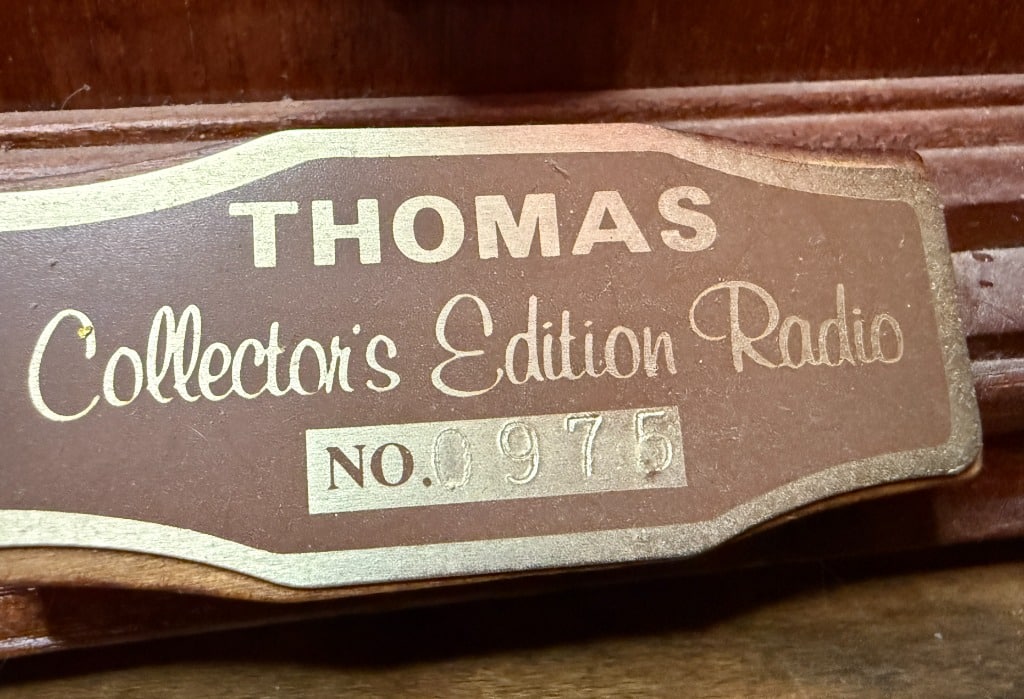 THOMAS
Collector's Edition Radio
NO. 0975